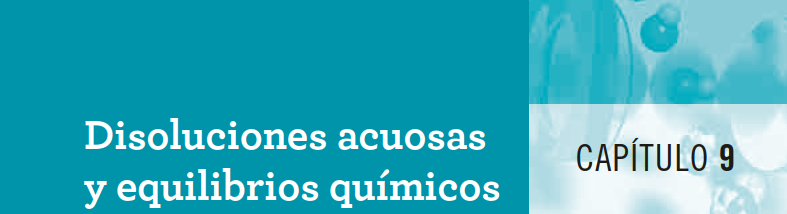 Disoluciones acuosas
y equilibrios químicos
CAPÍTULO 9